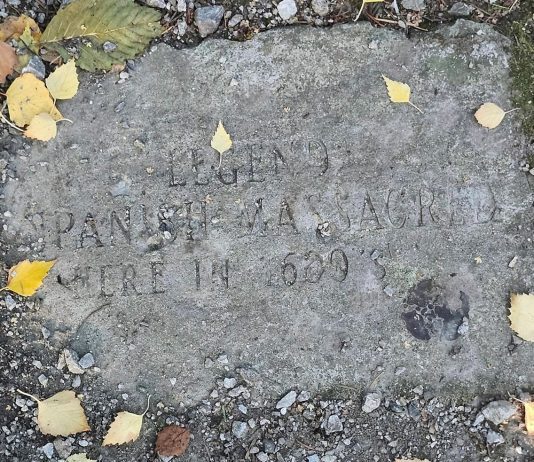 LEGEND
SPANISH MASSACRED
HERE IN 1600'S